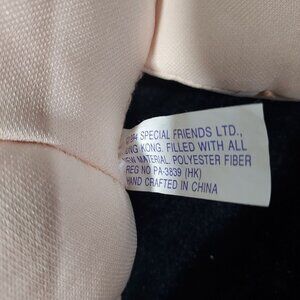 SPECIAL FRIENDS LTD.,
KONG. FILLED WITH ALL
MATERIAL. POLYESTER FIBER
REG NO PA-3839 (HK)
HAND CRAFTED IN CHINA